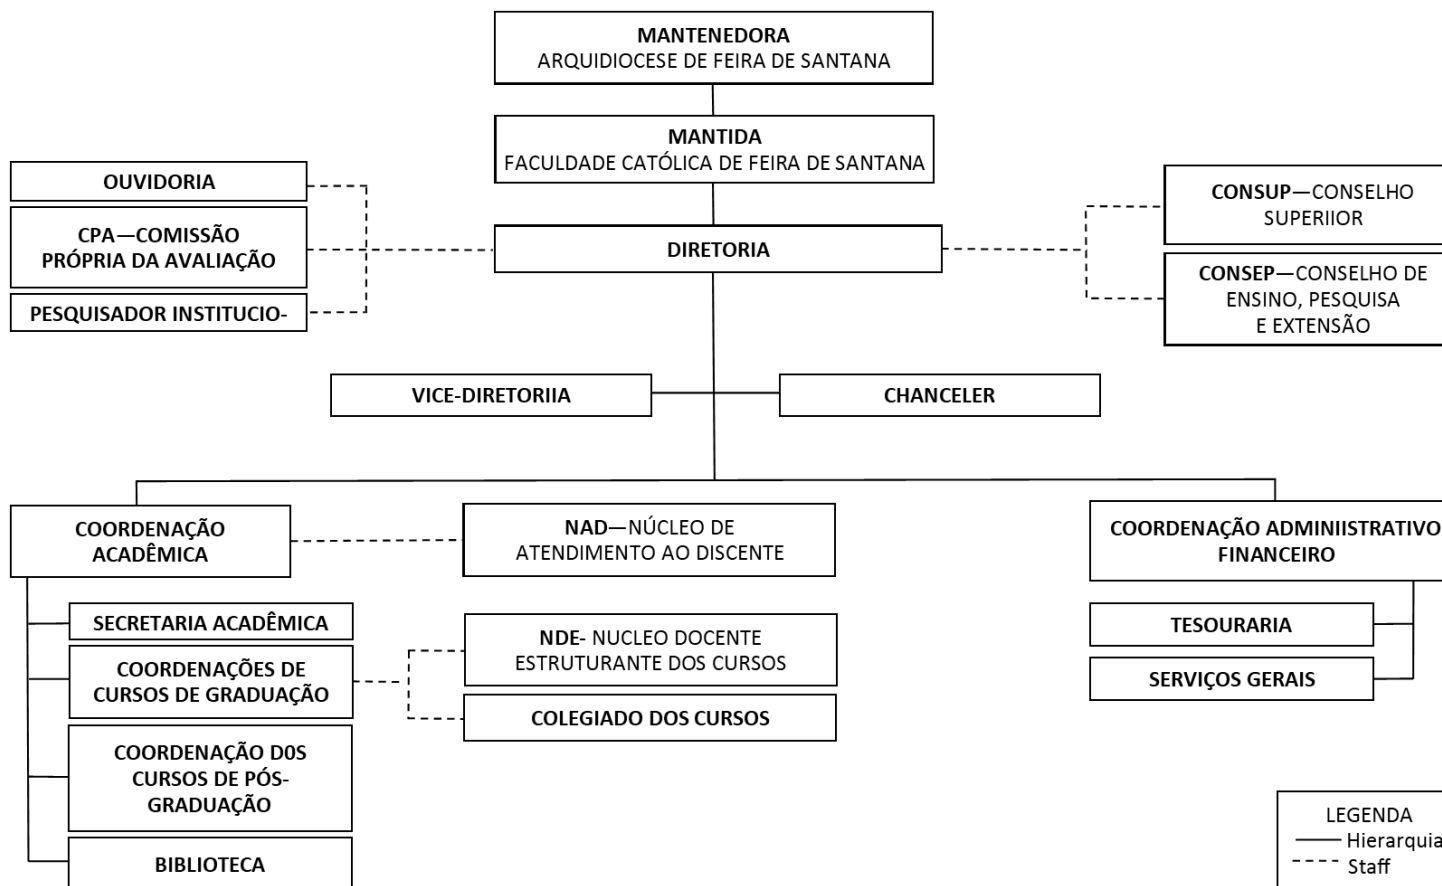 MANTENEDORA
ARQUIDIOCESE DE FEIRA DE SANTANA
MANTIDA
FACULDADE CATÓLICA DE FEIRA DE SANTANA
OUVIDORIA
CPA—COMISSÃO
PRÓPRIA DA AVALIAÇÃO
PESQUISADOR INSTITUCIO-
DIRETORIA
CONSUP—CONSELHO
SUPERIIOR
CONSEP—CONSELHO DE
ENSINO, PESQUISA
E EXTENSÃO
VICE-DIRETORIIA
CHANCELER
COORDENAÇÃO
ACADÊMICA
NAD—NÚCLEO DE
ATENDIMENTO AO DISCENTE
COORDENAÇÃO ADMINIISTRATIVO
FINANCEIRO
SECRETARIA ACADÊMICA
COORDENAÇÕES DE
CURSOS DE GRADUAÇÃO
NDE- NUCLEO DOCENTE
ESTRUTURANTE DOS CURSOS
COLEGIADO DOS CURSOS
TESOURARIA
SERVIÇOS GERAIS
COORDENAÇÃO D0S
CURSOS DE PÓS-
GRADUAÇÃO
BIBLIOTECA
LEGENDA
Hierarquia
Staff